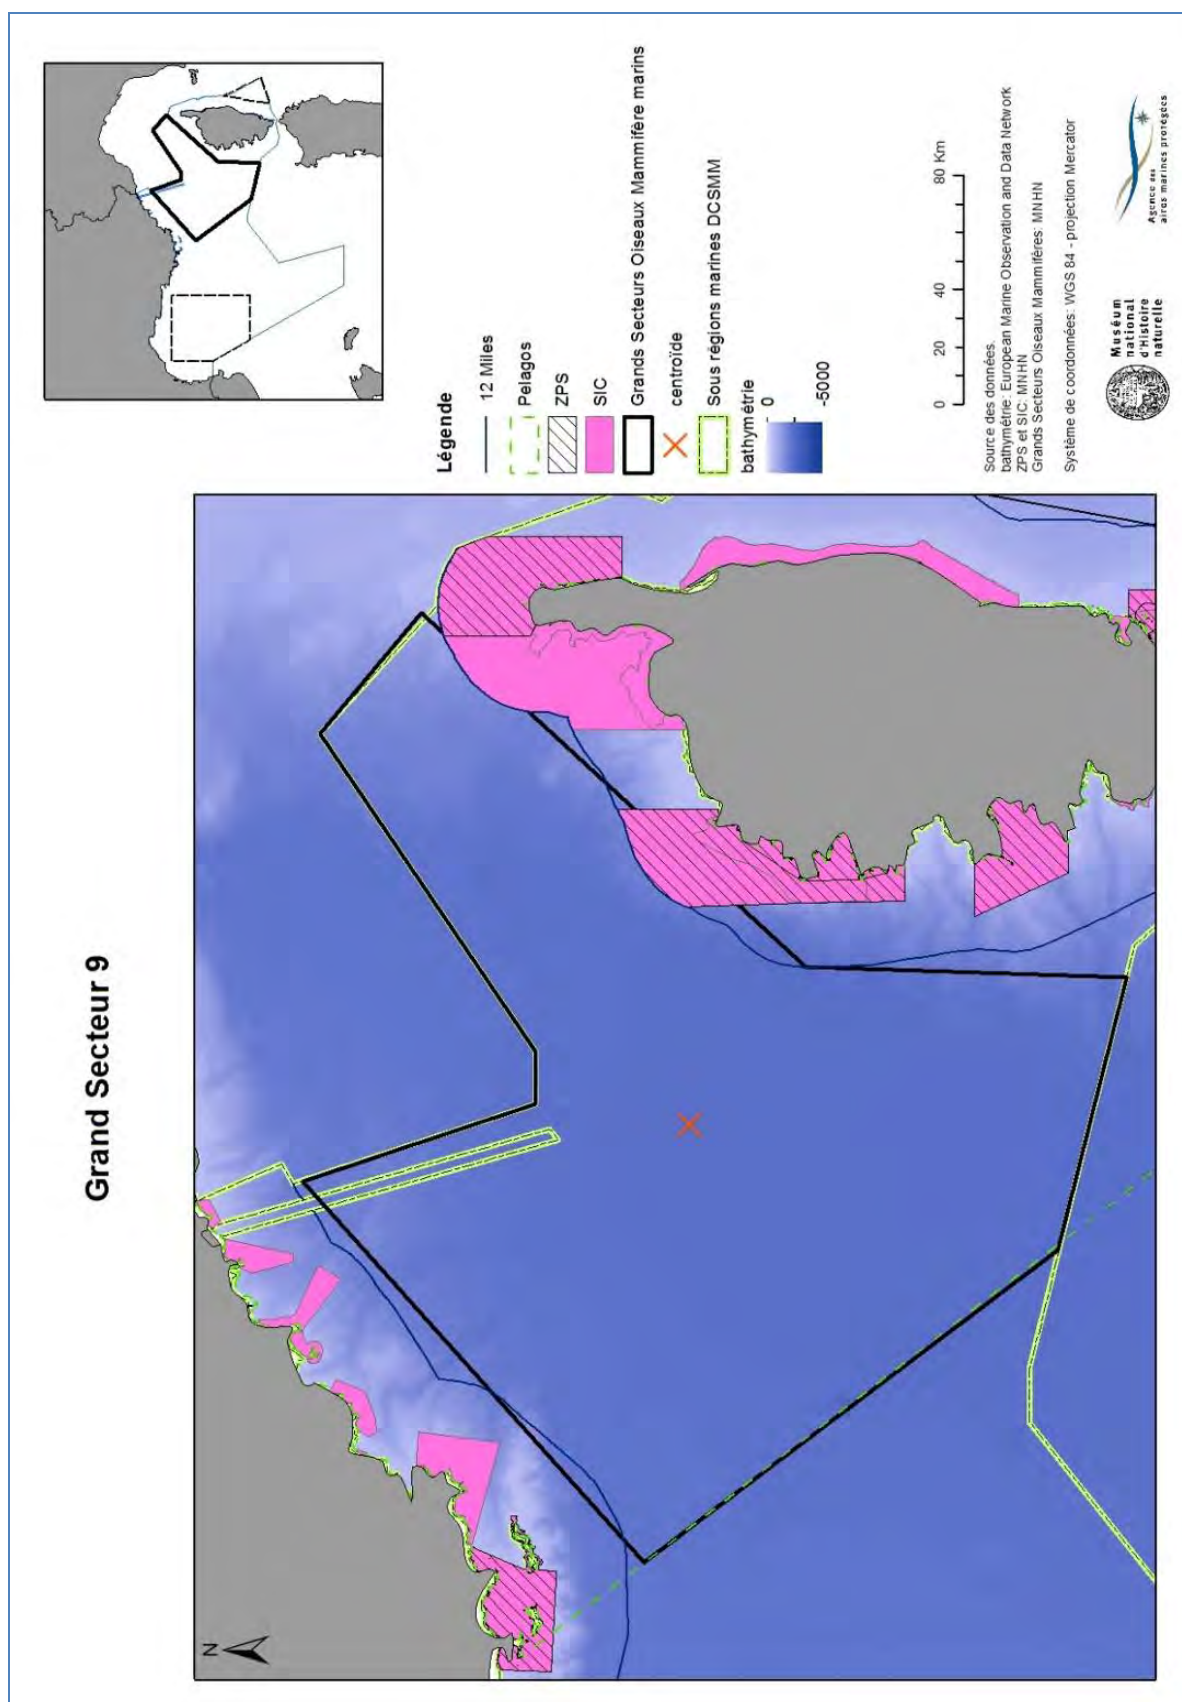 Grand Secteur 9
N
Légende
12 Miles
Pelagos
ZPS
SIC
Grands Secteurs Oiseaux Mammifère marins
centroïde
Sous régions marines DCSMM
bathymétrie
0
-5000
0 20 40 80 Km
Source des données.
bathymétrie: European Marine Observation and Data Network
ZPS et SIC: MNHN
Grands Secteurs Oiseaux Mammifères: MNHN
Système de coordonnées: WGS 84 - projection Mercator
Muséum
national
d'Histoire
naturelle
Agence des
aires marines protégées